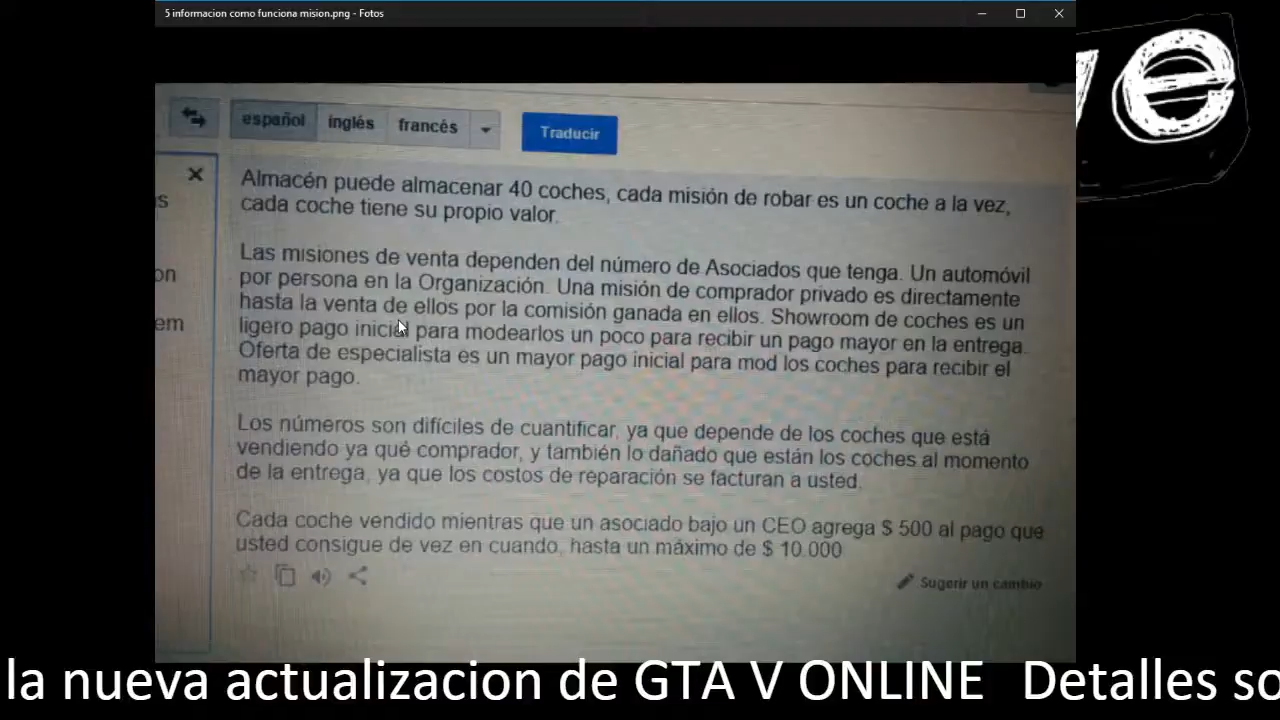 5 informacion como funciona mision.png - Fotos
español inglés francés
Traducir
Almacén puede almacenar 40 coches, cada misión de robar es un coche a la vez,
cada coche tiene su propio valor.
s
Las misiones de venta dependen del número de Asociados que tenga. Un automóvil
on
por persona en la Organización. Una misión de comprador privado es directamente
hasta la venta de ellos por la comisión ganada en ellos. Showroom de coches es un
em
ligero pago inicial para modearlos un poco para recibir un pago mayor en la entrega.
Oferta de especialista es un mayor pago inicial para mod los coches para recibir el
mayor pago.
Los números son difíciles de cuantificar, ya que depende de los coches que está
vendiendo ya qué comprador, y también lo dañado que están los coches al momento
de la entrega, ya que los costos de reparación se facturan a usted.
Cada coche vendido mientras que un asociado bajo un CEO agrega $ 500 al pago que
usted consigue de vez en cuando, hasta un máximo de $ 10.000
Sugerir un cambio
la nueva actualizacion de GTA V ONLINE Detalles so